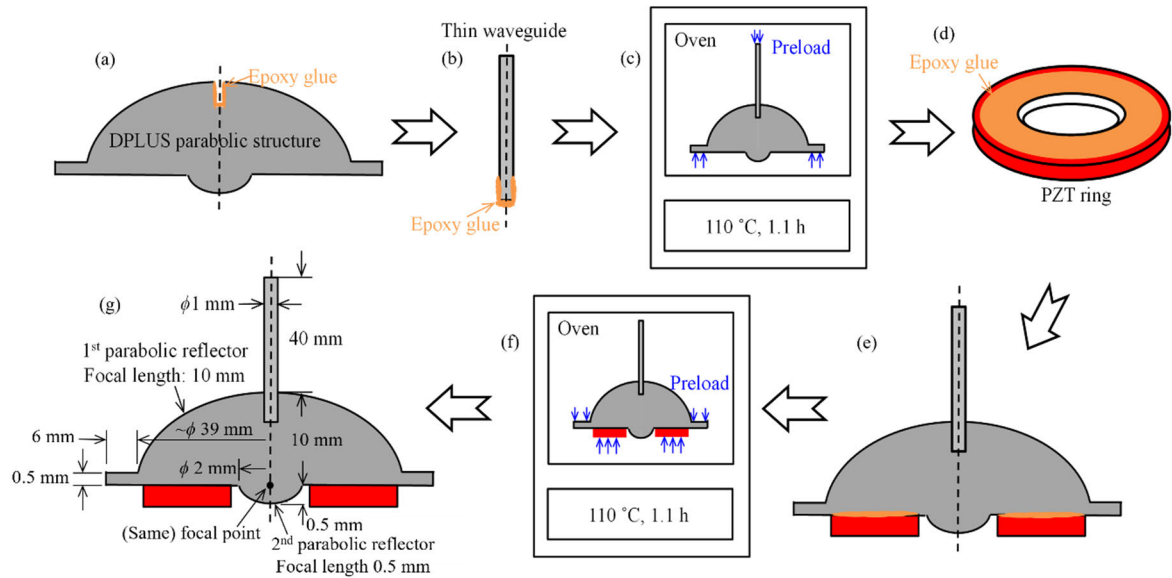 (a)
Epoxy glue
DPLUS parabolic structure
Thin waveguide
(b)
Epoxy glue
(c)
Oven
Preload
110 ˚C, 1.1 h
(d)
Epoxy glue
PZT ring
(e)
(f)
Oven
Preload
110 ˚C, 1.1 h
(g)
ϕ1 mm
40 mm
1st parabolic reflector
Focal length: 10 mm
6 mm
~ϕ 39 mm
10 mm
ϕ 2 mm
0.5 mm
0.5 mm
(Same) focal point
2nd parabolic reflector
Focal length 0.5 mm